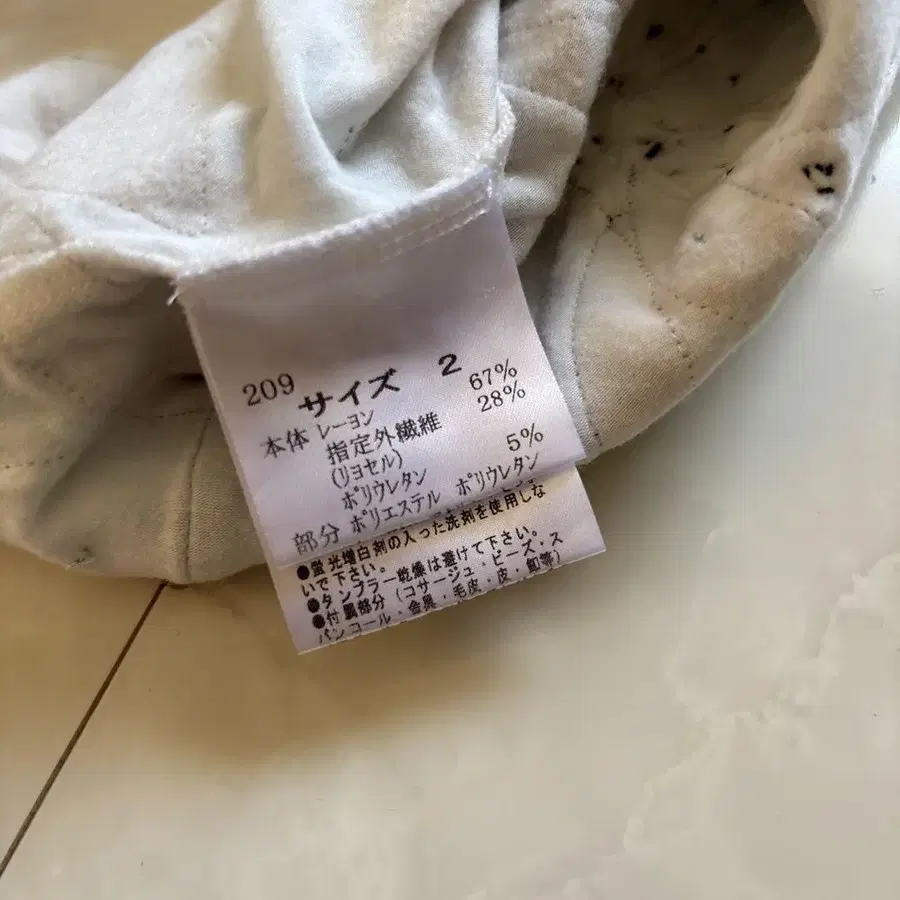 209 サイズ 2
本体 レーヨン 67%
指定外繊維 28%
(リヨセル)
ポリウレタン 5%
部分 ポリエステル ポリウレタン
●蛍光増白剤の入った洗剤を使用しな
いで下さい。
●タンブラー乾燥は避けて下さい。
●付属部分(コサージュ・ビーズ・ス
パンコール・金具・毛皮・皮・釦等)